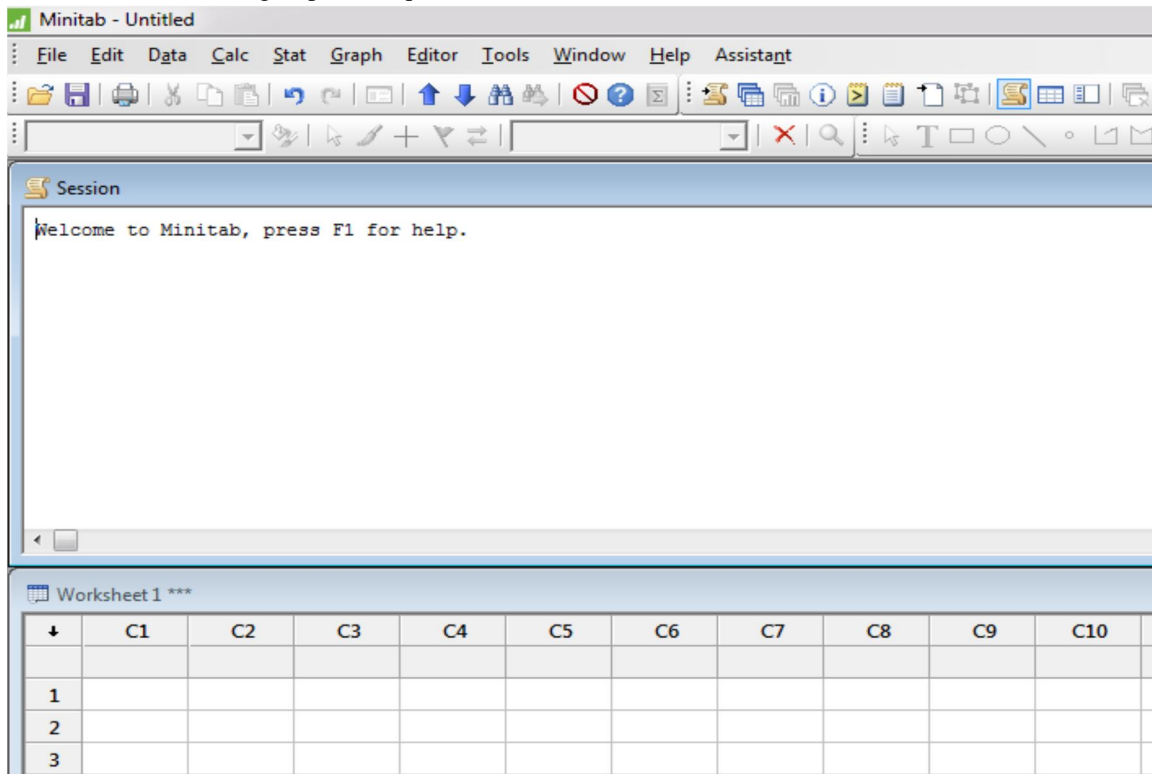 Minitab - Untitled
File Edit Data Calc Stat Graph Editor Tools Window Help Assistant
Session
Welcome to Minitab, press F1 for help.
Worksheet 1 ***
C1 C2 C3 C4 C5 C6 C7 C8 C9 C10
1
2
3